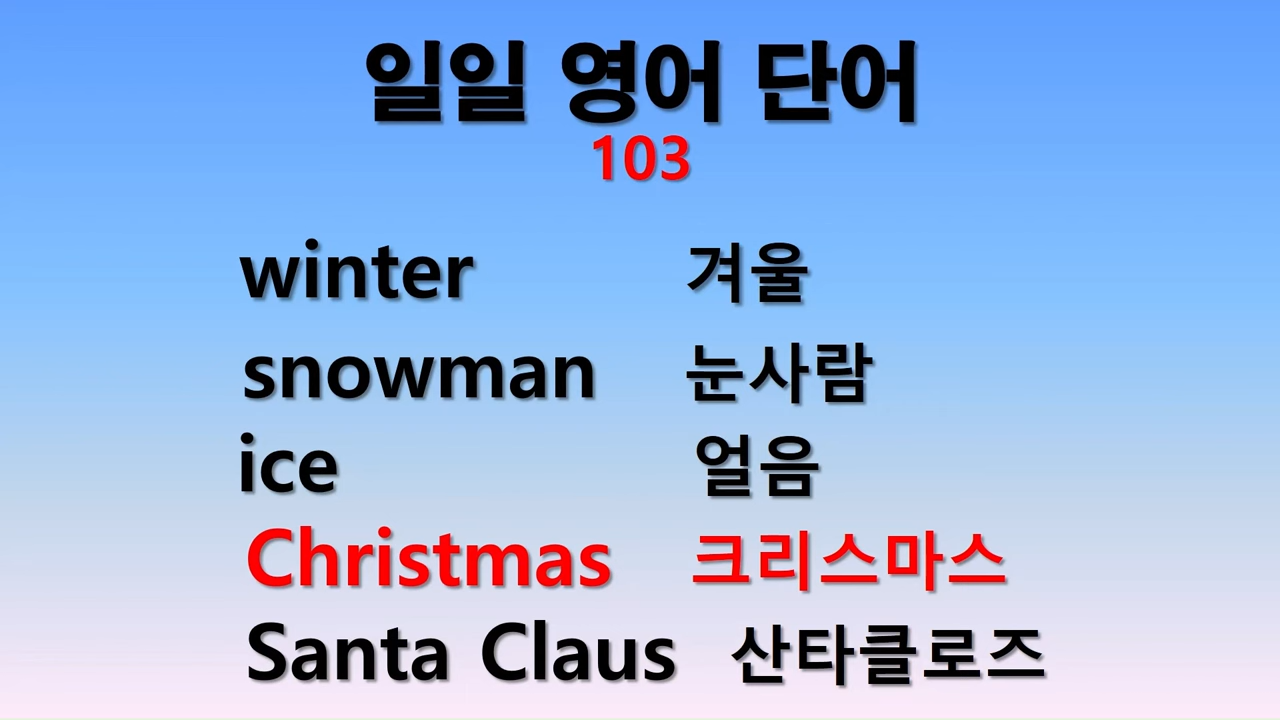 일일 영어 단어
103
winter 겨울
snowman 눈사람
ice 얼음
Christmas 크리스마스
Santa Claus 산타클로즈